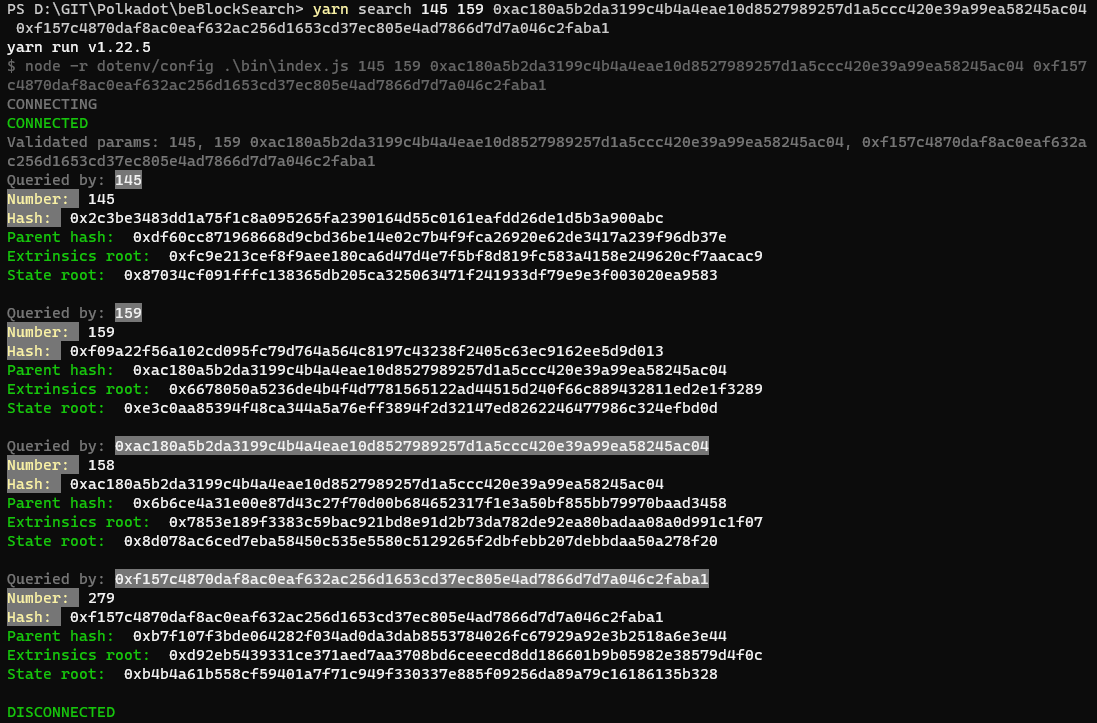 PS D:\GIT\Polkadot\beBlockSearch> yarn search 145 159 0xac180a5b2da3199c4b4a4eae10d8527989257d1a5ccc420e39a99ea58245ac04
0xf157c4870daf8ac0eaf632ac256d1653cd37ec805e4ad7866d7d7a046c2faba1
yarn run v1.22.5
$ node -r dotenv/config .\bin\index.js 145 159 0xac180a5b2da3199c4b4a4eae10d8527989257d1a5ccc420e39a99ea58245ac04 0xf157
c4870daf8ac0eaf632ac256d1653cd37ec805e4ad7866d7d7a046c2faba1
CONNECTING
CONNECTED
Validated params: 145, 159 0xac180a5b2da3199c4b4a4eae10d8527989257d1a5ccc420e39a99ea58245ac04, 0xf157c4870daf8ac0eaf632a
c256d1653cd37ec805e4ad7866d7d7a046c2faba1
Queried by: 145
Number: 145
Hash: 0x2c3be3483dd1a75f1c8a095265fa2390164d55c0161eafdd26de1d5b3a900abc
Parent hash: 0xdf60cc871968668d9cbd36be14e02c7b4f9fca26920e62de3417a239f96db37e
Extrinsics root: 0xfc9e213cef8f9aee180ca6d47d4e7f5bf8d819fc583a4158e249620cf7aacac9
State root: 0x87034cf091fffc138365db205ca325063471f241933df79e9e3f003020ea9583

Queried by: 159
Number: 159
Hash: 0xf09a22f56a102cd095fc79d764a564c8197c43238f2405c63ec9162ee5d9d013
Parent hash: 0xac180a5b2da3199c4b4a4eae10d8527989257d1a5ccc420e39a99ea58245ac04
Extrinsics root: 0x6678050a5236de4b4f4d7781565122ad44515d240f66c889432811ed2e1f3289
State root: 0xe3c0aa85394f48ca344a5a76eff3894f2d32147ed8262246477986c324efbd0d

Queried by: 0xac180a5b2da3199c4b4a4eae10d8527989257d1a5ccc420e39a99ea58245ac04
Number: 158
Hash: 0xac180a5b2da3199c4b4a4eae10d8527989257d1a5ccc420e39a99ea58245ac04
Parent hash: 0x6b6ce4a31e00e87d43c27f70d00b684652317f1e3a50bf855bb79970baad3458
Extrinsics root: 0x7853e189f3383c59bac921bd8e91d2b73da782de92ea80badaa08a0d991c1f07
State root: 0x8d078ac6ced7eba58450c535e5580c5129265f2dbfebb207debbdaa50a278f20

Queried by: 0xf157c4870daf8ac0eaf632ac256d1653cd37ec805e4ad7866d7d7a046c2faba1
Number: 279
Hash: 0xf157c4870daf8ac0eaf632ac256d1653cd37ec805e4ad7866d7d7a046c2faba1
Parent hash: 0xb7f107f3bde064282f034ad0da3dab8553784026fc67929a92e3b2518a6e3e44
Extrinsics root: 0xd92eb5439331ce371aed7aa3708bd6ceeecd8dd186601b9b05982e38579d4f0c
State root: 0xb4b4a61b558cf59401a7f71c949f330337e885f09256da89a79c16186135b328

DISCONNECTED